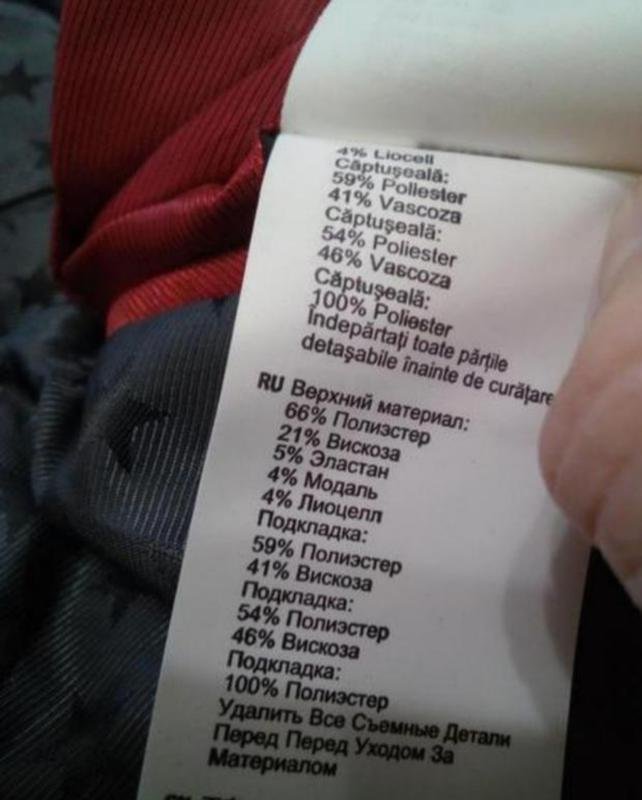 4% Liocell
Căptușeală:
59% Poliester
41% Vascoza
Căptușeală:
54% Poliester
46% Vascoza
Căptușeală:
100% Poliester
Îndepărtați toate părțile
detașabile înainte de curățare
RU Верхний материал:
66% Полиэстер
21% Вискоза
5% Эластан
4% Модаль
4% Лиоцелл
Подкладка:
59% Полиэстер
41% Вискоза
Подкладка:
54% Полиэстер
46% Вискоза
Подкладка:
100% Полиэстер
Удалить Все Съемные Детали
Перед Перед Уходом За
Материалом